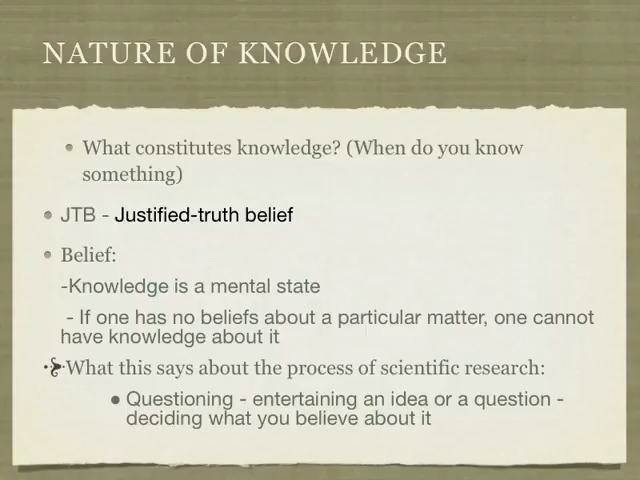 NATURE OF KNOWLEDGE
What constitutes knowledge? (When do you know
something)
JTB - Justified-truth belief
Belief:
-Knowledge is a mental state
- If one has no beliefs about a particular matter, one cannot
have knowledge about it
What this says about the process of scientific research:
Questioning - entertaining an idea or a question -
deciding what you believe about it